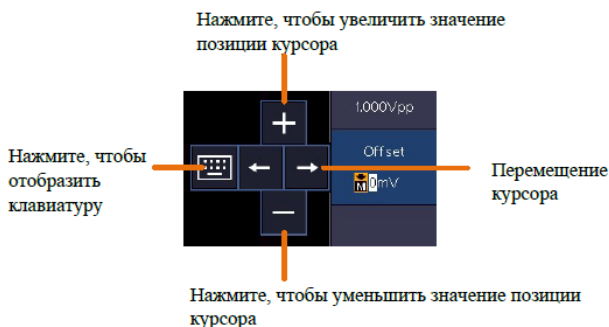 Нажмите, чтобы увеличить значение
позиции курсора
1.000Vpp
+
Offset
Нажмите, чтобы
отобразить
клавиатуру
← →
M 0mV
Перемещение
курсора
−
Нажмите, чтобы уменьшить значение позиции
курсора